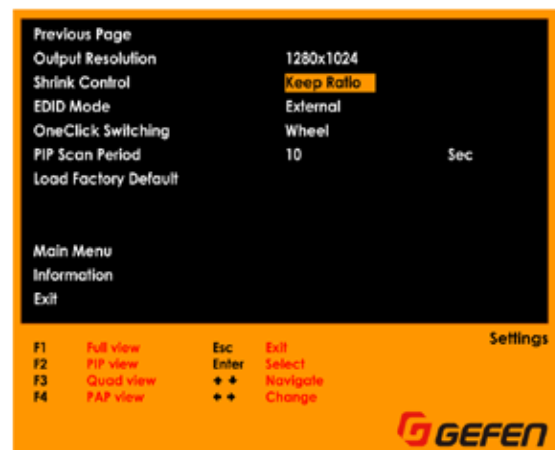 Previous Page
Output Resolution 1280x1024
Shrink Control Keep Ratio
EDID Mode External
OneClick Switching Wheel
PIP Scan Period 10 Sec
Load Factory Default
Main Menu
Information
Exit
Settings
F1 Full view Esc Exit
F2 PIP view Enter Select
F3 Quad view Navigate
F4 PAP view Change
GEFEN